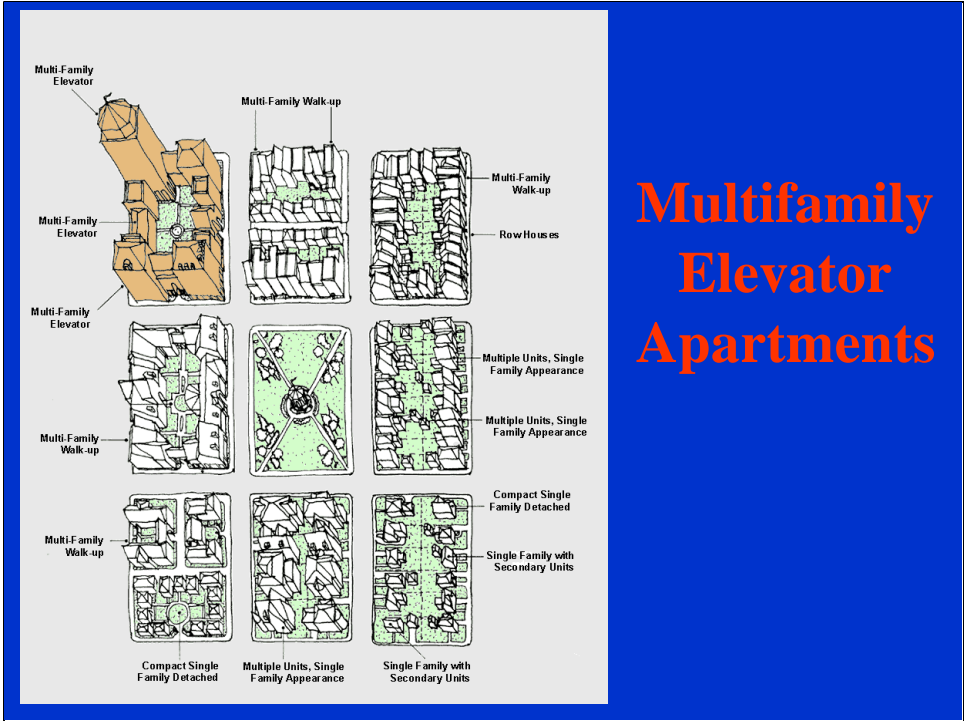 Multi-Family
Elevator
Multi-Family Walk-up
Multi-Family
Walk-up
Multi-Family
Elevator
Row Houses
Multi-Family
Elevator
Multiple Units, Single
Family Appearance
Multiple Units, Single
Family Appearance
Multi-Family
Walk-up
Compact Single
Family Detached
Multi-Family
Walk-up
Single Family with
Secondary Units
Compact Single
Family Detached
Multiple Units, Single
Family Appearance
Single Family with
Secondary Units
Multifamily
Elevator
Apartments